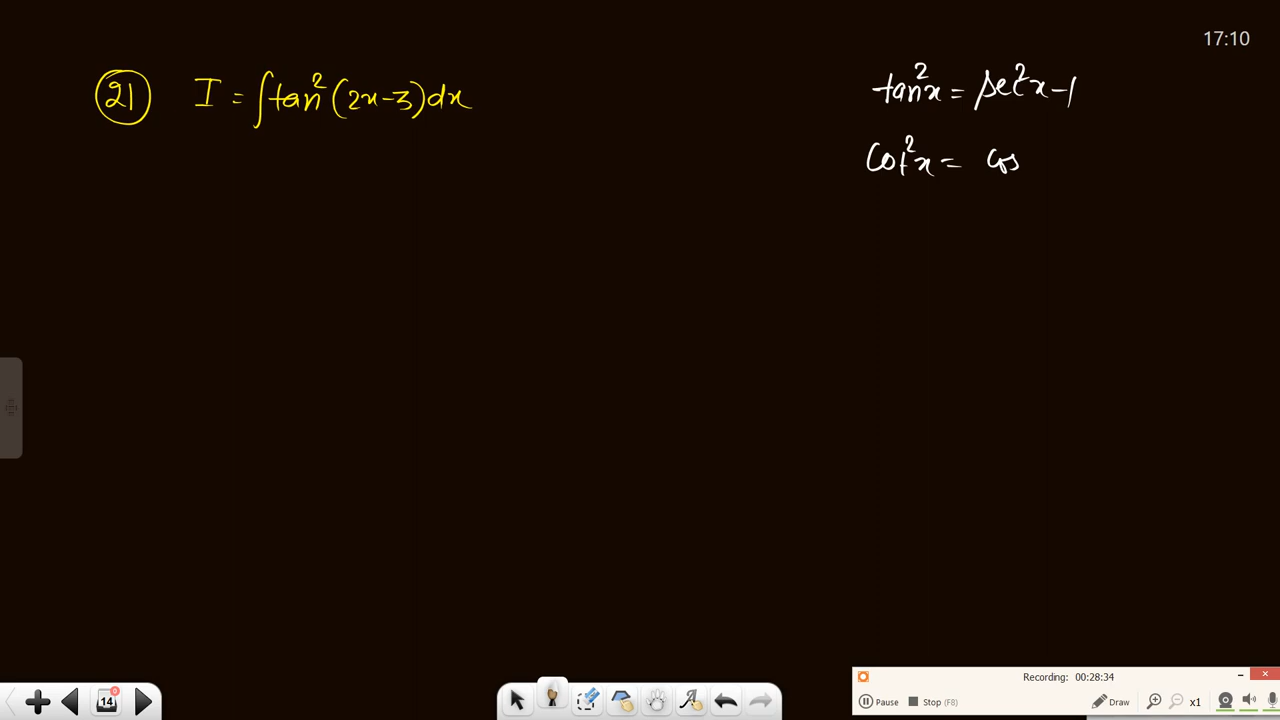 17:10
(21) I = ∫tan²(2x-3)dx
tan²x = sec²x-1
Cot²x = cos
14
0
Recording: 00:28:34
Pause Stop (F8) Draw x1